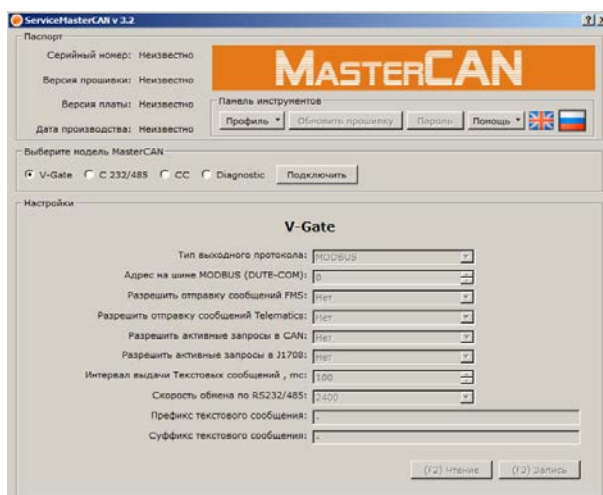 ServiceMasterCAN v 3.2
Паспорт
Серийный номер: Неизвестно
Версия прошивки: Неизвестно
Версия платы: Неизвестно
Дата производства: Неизвестно
MASTERCAN
Панель инструментов
Профиль Обновить прошивку Пароль Помощь
Выберите модель MasterCAN
V-Gate C 232/485 CC Diagnostic Подключить
Настройки
V-Gate
Тип выходного протокола: MODBUS
Адрес на шине MODBUS (DUTE-COM): 0
Разрешить отправку сообщений FMS: Нет
Разрешить отправку сообщений Telematics: Нет
Разрешить активные запросы в CAN: Нет
Разрешить активные запросы в J1708: Нет
Интервал выдачи Текстовых сообщений , mc: 100
Скорость обмена по RS232/485: 2400
Префикс текстового сообщения: -
Суффикс текстового сообщения: -
(F2) Чтение (F3) Запись